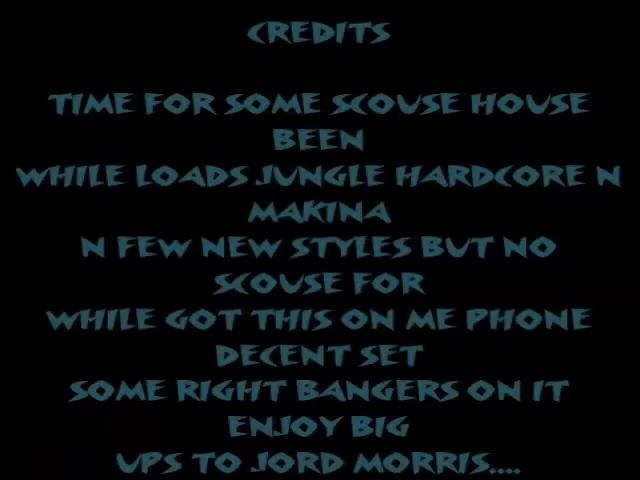 CREDITS
TIME FOR SOME SCOUSE HOUSE
BEEN
WHILE LOADS JUNGLE HARDCORE N
MAKINA
N FEW NEW STYLES BUT NO
SCOUSE FOR
WHILE GOT THIS ON ME PHONE
DECENT SET
SOME RIGHT BANGERS ON IT
ENJOY BIG
UPS TO JORD MORRIS....